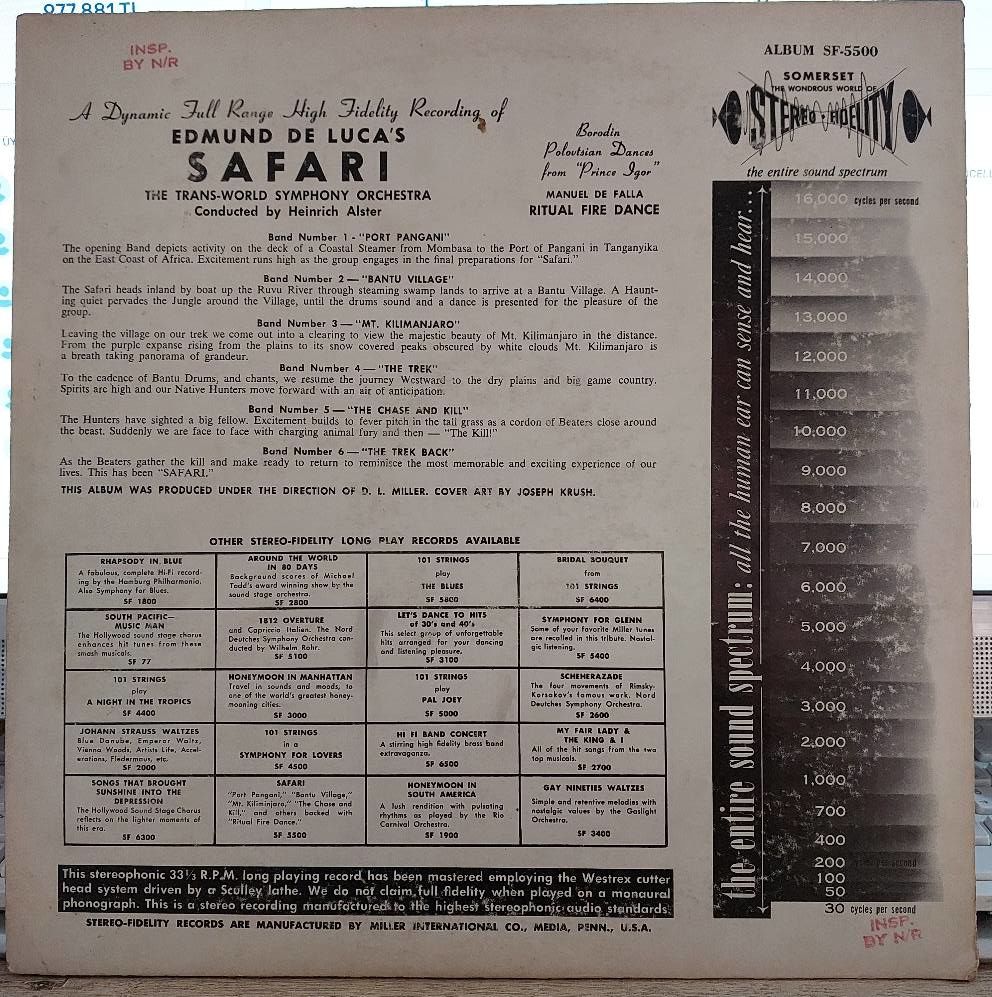 977.881 TL
INSP.
BY N/R
ALBUM SF-5500
SOMERSET
THE WONDROUS WORLD OF
STEREO-FIDELITY
the entire sound spectrum
A Dynamic Full Range High Fidelity Recording of
EDMUND DE LUCA'S
SAFARI
THE TRANS-WORLD SYMPHONY ORCHESTRA
Conducted by Heinrich Alster
Borodin
Polovtsian Dances
from "Prince Igor"
MANUEL DE FALLA
RITUAL FIRE DANCE
Band Number 1 - "PORT PANGANI"
The opening Band depicts activity on the deck of a Coastal Steamer from Mombasa to the Port of Pangani in Tanganyika
on the East Coast of Africa. Excitement runs high as the group engages in the final preparations for "Safari."
Band Number 2 — "BANTU VILLAGE"
The Safari heads inland by boat up the Ruvu River through steaming swamp lands to arrive at a Bantu Village. A Haunt-
ing quiet pervades the Jungle around the Village, until the drums sound and a dance is presented for the pleasure of the
group.
Band Number 3 — "MT. KILIMANJARO"
Leaving the village on our trek we come out into a clearing to view the majestic beauty of Mt. Kilimanjaro in the distance.
From the purple expanse rising from the plains to its snow covered peaks obscured by white clouds Mt. Kilimanjaro is
a breath taking panorama of grandeur.
Band Number 4 — "THE TREK"
To the cadence of Bantu Drums, and chants, we resume the journey Westward to the dry plains and big game country.
Spirits are high and our Native Hunters move forward with an air of anticipation.
Band Number 5 — "THE CHASE AND KILL"
The Hunters have sighted a big fellow. Excitement builds to fever pitch in the tall grass as a cordon of Beaters close around
the beast. Suddenly we are face to face with charging animal fury and then — "The Kill!"
Band Number 6 — "THE TREK BACK"
As the Beaters gather the kill and make ready to return to reminisce the most memorable and exciting experience of our
lives. This has been "SAFARI."
THIS ALBUM WAS PRODUCED UNDER THE DIRECTION OF D. L. MILLER. COVER ART BY JOSEPH KRUSH.
OTHER STEREO-FIDELITY LONG PLAY RECORDS AVAILABLE
RHAPSODY IN BLUE
A fabulous, complete Hi-Fi record-
ing by the Hamburg Philharmonia.
Also Symphony for Blues.
SF 1800
AROUND THE WORLD
IN 80 DAYS
Background scores of Michael
Todd's award winning show by the
sound stage orchestra.
SF 2800
101 STRINGS
play
THE BLUES
SF 5800
BRIDAL BOUQUET
from
101 STRINGS
SF 6400
SOUTH PACIFIC—
MUSIC MAN
The Hollywood sound stage chorus
enhances hit tunes from these
smash musicals.
SF 77
1812 OVERTURE
and Capriccio Italien. The Nord
Deutches Symphony Orchestra con-
ducted by Wilhelm Rohr.
SF 5100
LET'S DANCE TO HITS
of 30's and 40's
This select group of unforgettable
hits arranged for your dancing
and listening pleasure.
SF 3100
SYMPHONY FOR GLENN
Some of your favorite Miller tunes
are recalled in this tribute. Nostal-
gic listening.
SF 5400
101 STRINGS
play
A NIGHT IN THE TROPICS
SF 4400
HONEYMOON IN MANHATTAN
Travel in sounds and moods, to
one of the world's greatest honey-
mooning cities.
SF 3000
101 STRINGS
play
PAL JOEY
SF 5000
SCHEHERAZADE
The four movements of Rimsky-
Korsakov's famous work. Nord
Deutches Symphony Orchestra.
SF 2600
JOHANN STRAUSS WALTZES
Blue Danube, Emperor Waltz,
Vienna Woods, Artists Life, Accel-
erations, Fledermous, etc.
SF 2000
101 STRINGS
in a
SYMPHONY FOR LOVERS
SF 4500
HI FI BAND CONCERT
A stirring high fidelity brass band
extravaganza.
SF 6500
MY FAIR LADY &
THE KING & I
All of the hit songs from the two
top musicals.
SF 2700
SONGS THAT BROUGHT
SUNSHINE INTO THE
DEPRESSION
The Hollywood Sound Stage Chorus
reflects on the lighter moments of
this era.
SF 6300
SAFARI
"Port Pangani," "Bantu Village,"
"Mt. Kiliminjaro," "The Chase and
Kill," and others backed with
"Ritual Fire Dance."
SF 5500
HONEYMOON IN
SOUTH AMERICA
A lush rendition with pulsating
rhythms as played by the Rio
Carnival Orchestra.
SF 1900
GAY NINETIES WALTZES
Simple and retentive melodies with
nostalgic values by the Gaslight
Orchestra.
SF 3400
This stereophonic 33⅓ R.P.M. long playing record has been mastered employing the Westrex cutter
head system driven by a Sculley lathe. We do not claim full fidelity when played on a monaural
phonograph. This is a stereo recording manufactured to the highest stereophonic audio standards.
STEREO-FIDELITY RECORDS ARE MANUFACTURED BY MILLER INTERNATIONAL CO., MEDIA, PENN., U.S.A.
the entire sound spectrum: all the human ear can sense and hear...
16,000 cycles per second
15,000
14,000
13,000
12,000
11,000
10,000
9,000
8,000
7,000
6,000
5,000
4,000
3,000
2,000
1,000
700
400
200 cycles per second
100
50
30 cycles per second
INSP.
BY N/R